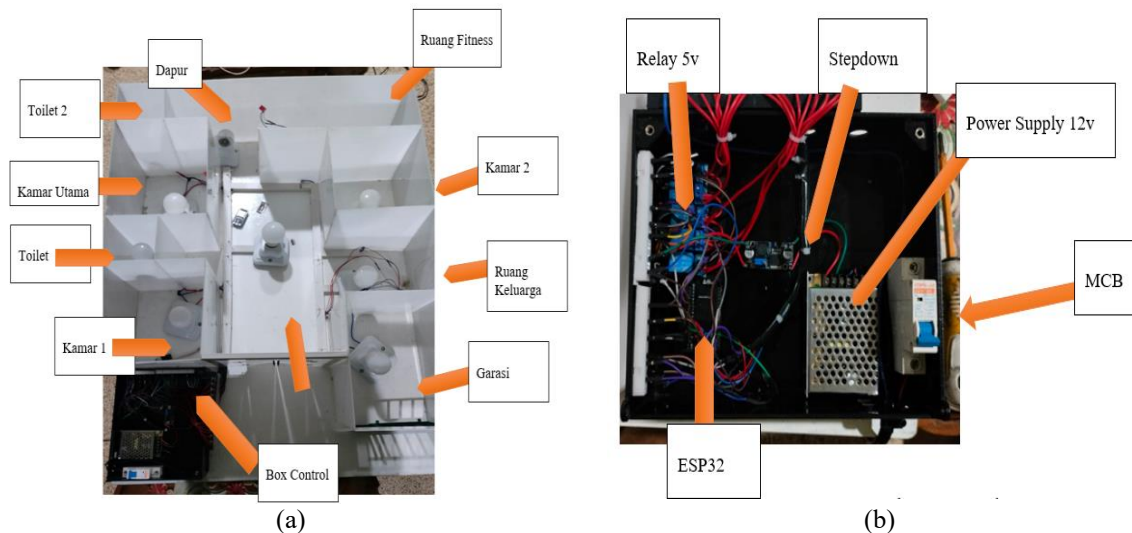 Ruang Fitness
Dapur
Toilet 2
Kamar Utama
Kamar 2
Toilet
Ruang
Keluarga
Kamar 1
Garasi
Box Control
(a)
Relay 5v
Stepdown
Power Supply 12v
MCB
ESP32
(b)